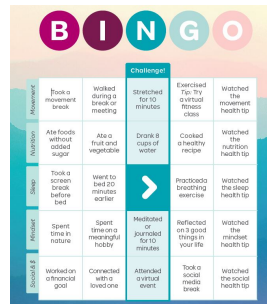 B I N G O
Challenge!
Movement
Took a
movement
break
Walked
during a
break or
meeting
Stretched
for 10
minutes
Exercised
Tip: Try
a virtual
fitness
class
Watched
the
movement
health tip
Nutrition
Ate foods
without
added
sugar
Ate a
fruit and
vegetable
Drank 8
cups of
water
Cooked
a healthy
recipe
Watched
the
nutrition
health tip
Sleep
Took a
screen
break
before
bed
Went to
bed 20
minutes
earlier
Practiced a
breathing
exercise
Watched
the sleep
health tip
Mindset
Spent
time in
nature
Spent
time on a
meaningful
hobby
Meditated
or
journaled
for 10
minutes
Reflected
on 3 good
things in
your life
Watched
the
mindset
health tip
Social & $
Worked on
a financial
goal
Connected
with a
loved one
Attended
a virtual
event
Took a
social
media
break
Watched
the social
health tip